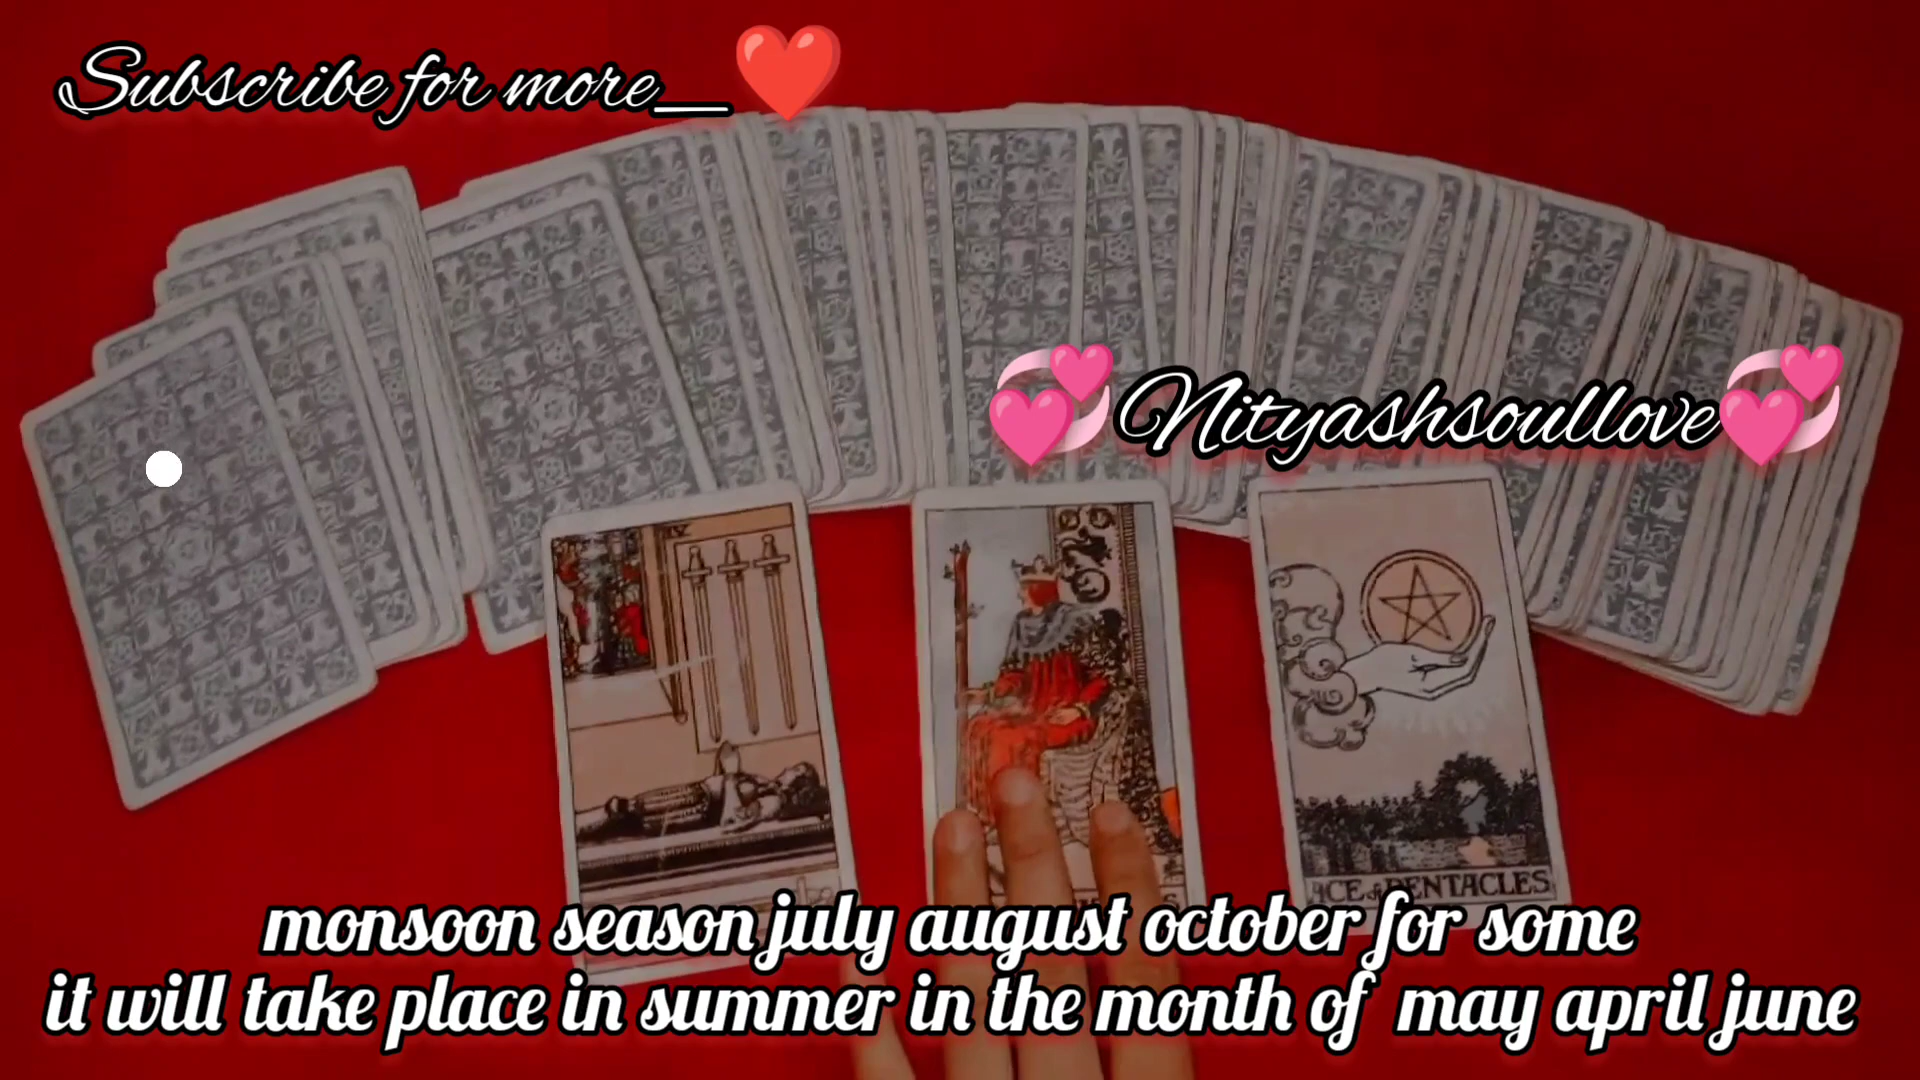 Subscribe for more__❤️
💞Nityashsoullove💞
ACE of PENTACLES
monsoon season july august october for some
it will take place in summer in the month of may april june